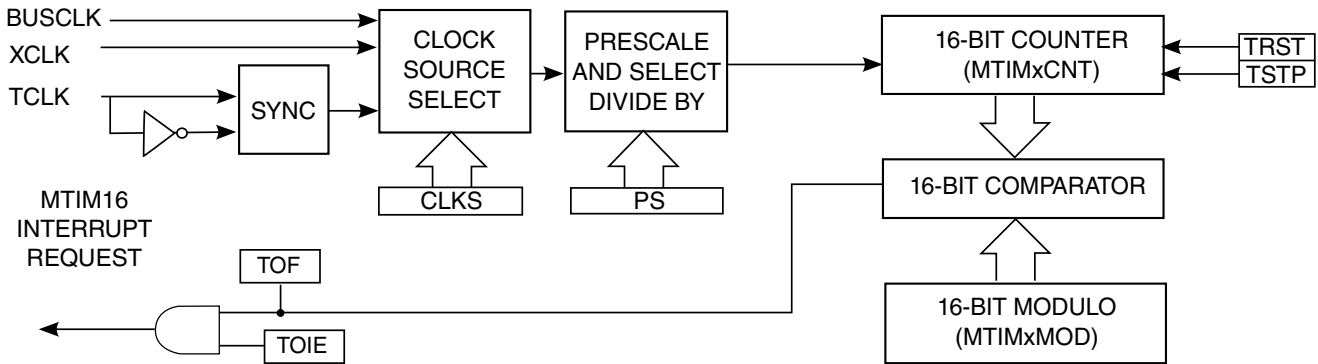 BUSCLK
XCLK
TCLK
SYNC
CLOCK
SOURCE
SELECT
PRESCALE
AND SELECT
DIVIDE BY
16-BIT COUNTER
(MTIMxCNT)
TRST
TSTP
CLKS
PS
16-BIT COMPARATOR
MTIM16
INTERRUPT
REQUEST
TOF
TOIE
16-BIT MODULO
(MTIMxMOD)